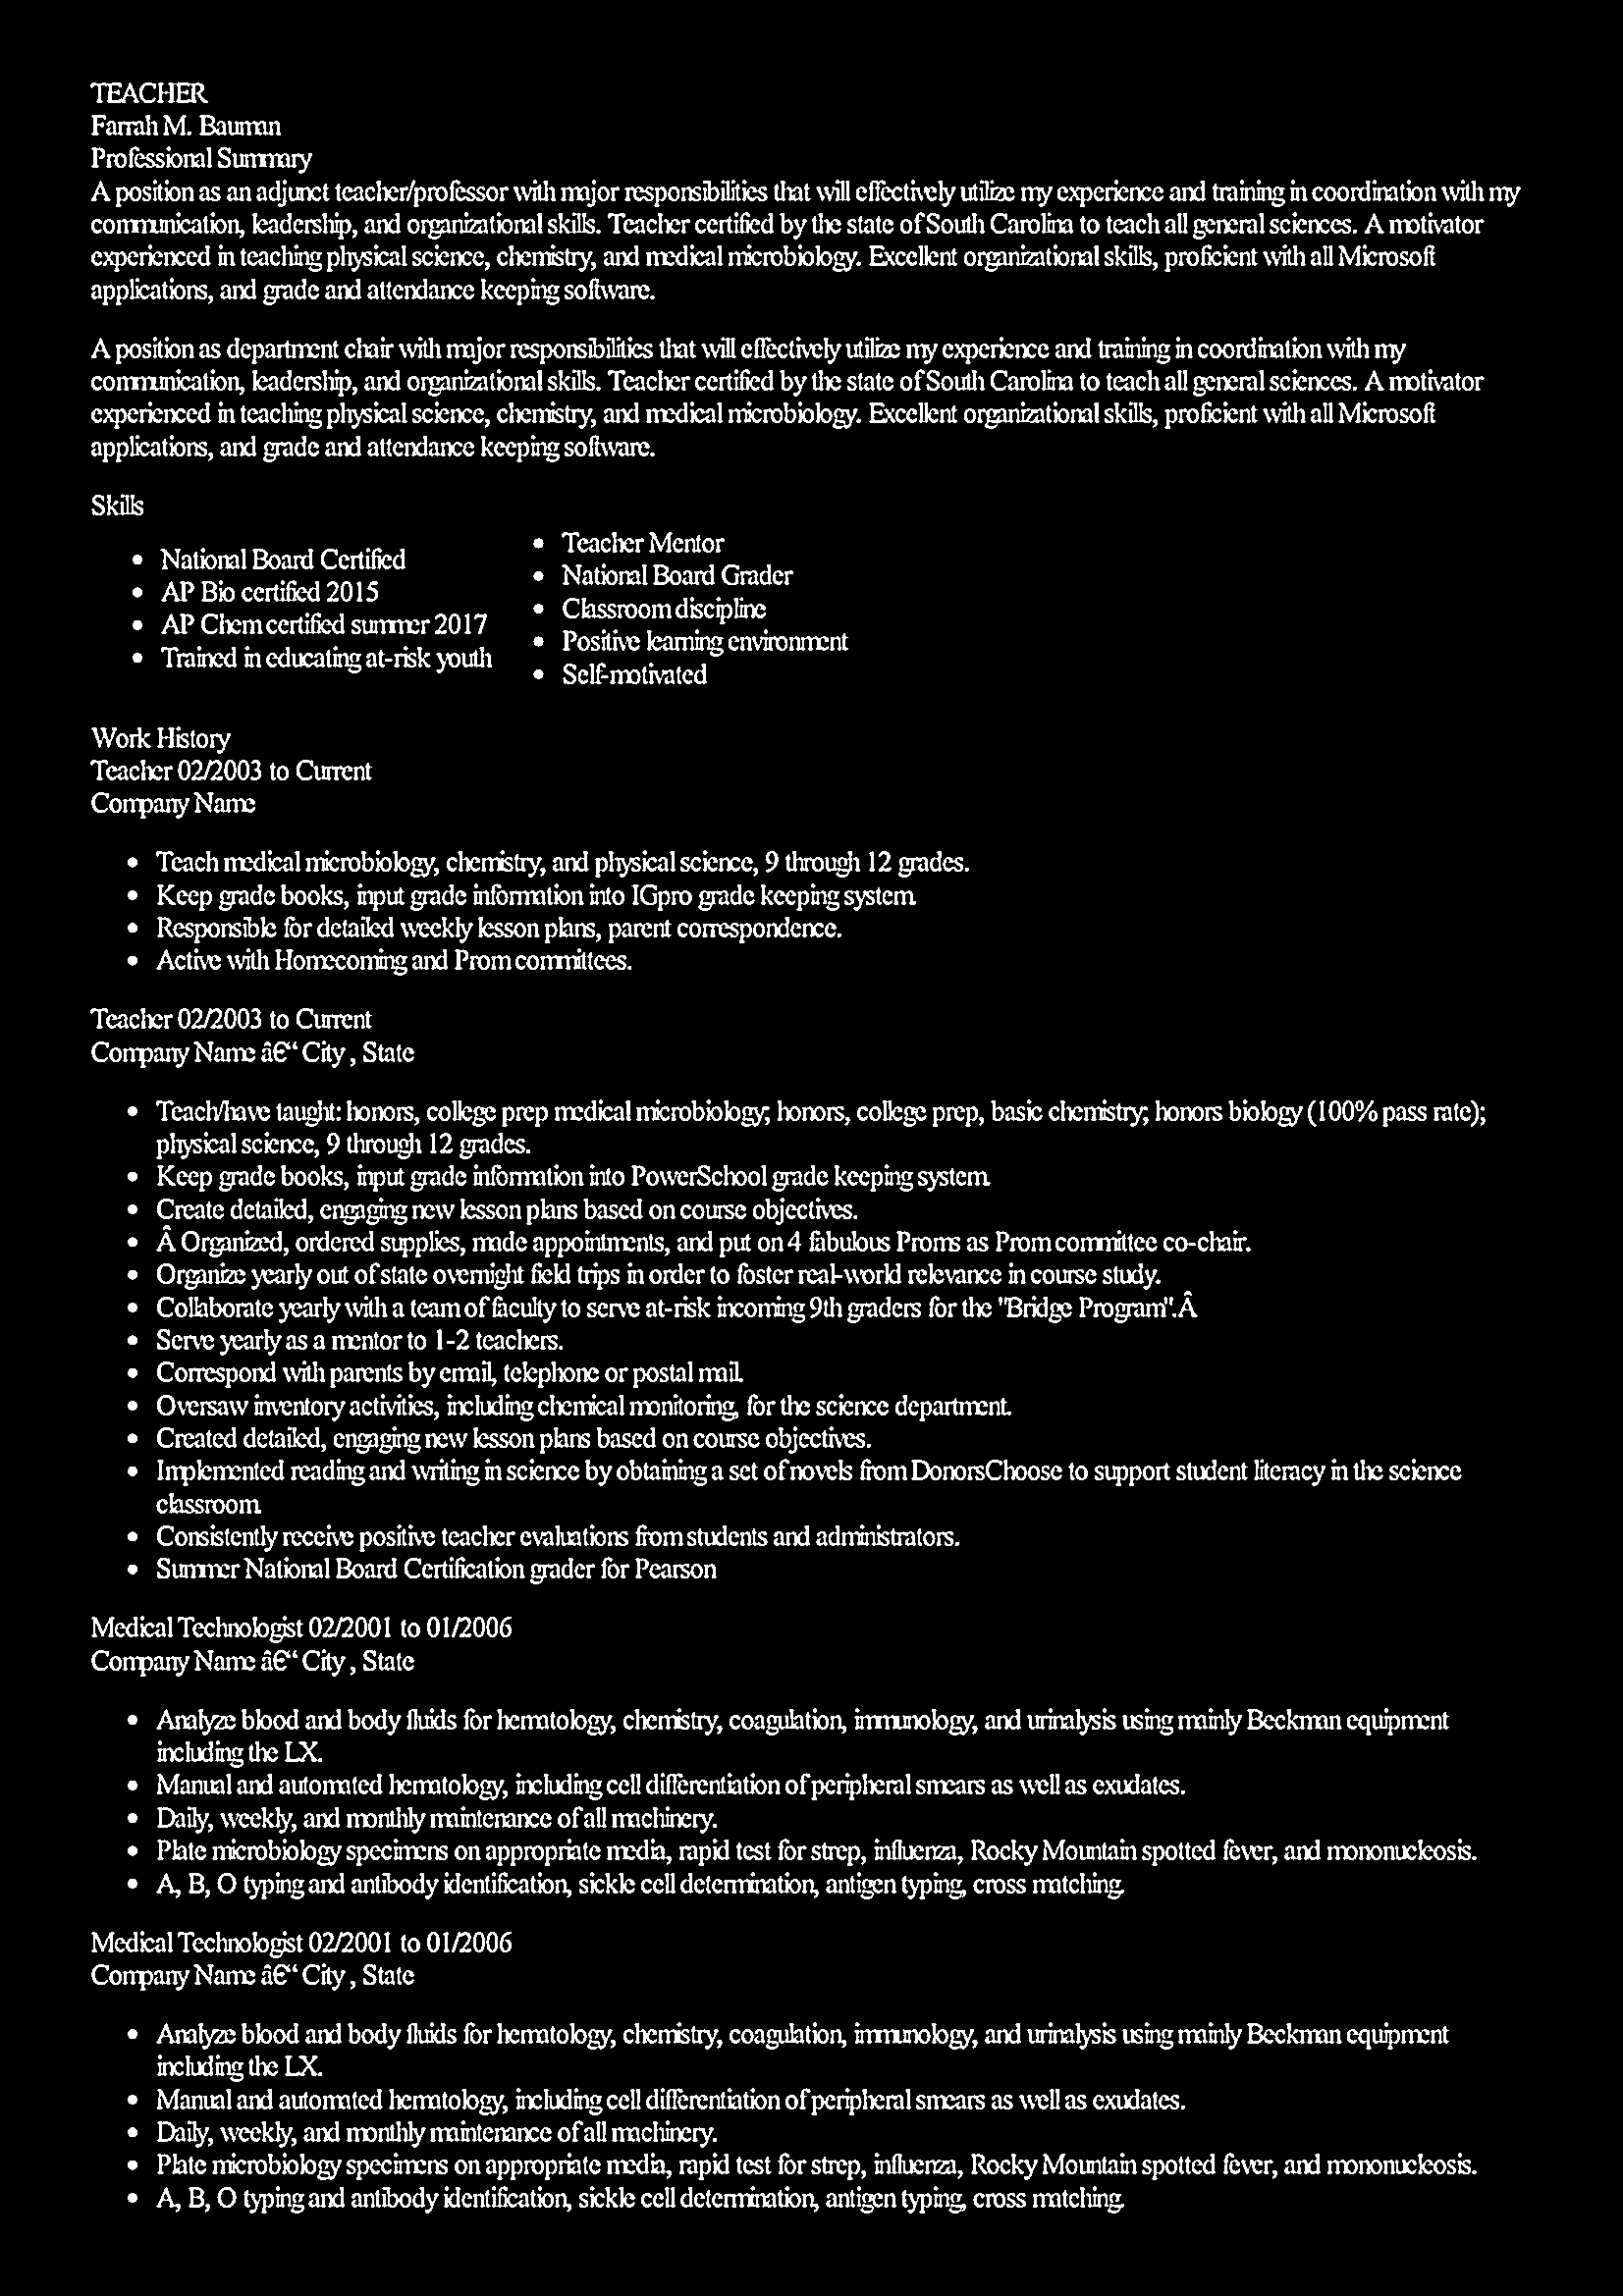 TEACHER
Farrah M. Bauman
Professional Summary
A position as an adjunct teacher/professor with major responsibilities that will effectively utilize my experience and training in coordination with my
communication, leadership, and organizational skills. Teacher certified by the state of South Carolina to teach all general sciences. A motivator
experienced in teaching physical science, chemistry, and medical microbiology. Excellent organizational skills, proficient with all Microsoft
applications, and grade and attendance keeping software.
A position as department chair with major responsibilities that will effectively utilize my experience and training in coordination with my
communication, leadership, and organizational skills. Teacher certified by the state of South Carolina to teach all general sciences. A motivator
experienced in teaching physical science, chemistry, and medical microbiology. Excellent organizational skills, proficient with all Microsoft
applications, and grade and attendance keeping software.
Skills
• National Board Certified
• AP Bio certified 2015
• AP Chem certified summer 2017
• Trained in educating at-risk youth
• Teacher Mentor
• National Board Grader
• Classroom discipline
• Positive learning environment
• Self-motivated
Work History
Teacher 02/2003 to Current
Company Name
• Teach medical microbiology, chemistry, and physical science, 9 through 12 grades.
• Keep grade books, input grade information into IGpro grade keeping system.
• Responsible for detailed weekly lesson plans, parent correspondence.
• Active with Homecoming and Prom committees.
Teacher 02/2003 to Current
Company Name â€“ City , State
• Teach/have taught: honors, college prep medical microbiology; honors, college prep, basic chemistry; honors biology (100% pass rate);
physical science, 9 through 12 grades.
• Keep grade books, input grade information into PowerSchool grade keeping system.
• Create detailed, engaging new lesson plans based on course objectives.
• Â Organized, ordered supplies, made appointments, and put on 4 fabulous Proms as Prom committee co-chair.
• Organize yearly out of state overnight field trips in order to foster real-world relevance in course study.
• Collaborate yearly with a team of faculty to serve at-risk incoming 9th graders for the "Bridge Program".Â
• Serve yearly as a mentor to 1-2 teachers.
• Correspond with parents by email, telephone or postal mail.
• Oversaw inventory activities, including chemical monitoring, for the science department.
• Created detailed, engaging new lesson plans based on course objectives.
• Implemented reading and writing in science by obtaining a set of novels from DonorsChoose to support student literacy in the science
classroom.
• Consistently receive positive teacher evaluations from students and administrators.
• Summer National Board Certification grader for Pearson
Medical Technologist 02/2001 to 01/2006
Company Name â€“ City , State
• Analyze blood and body fluids for hematology, chemistry, coagulation, immunology, and urinalysis using mainly Beckman equipment
including the LX.
• Manual and automated hematology, including cell differentiation of peripheral smears as well as exudates.
• Daily, weekly, and monthly maintenance of all machinery.
• Plate microbiology specimens on appropriate media, rapid test for strep, influenza, Rocky Mountain spotted fever, and mononucleosis.
• A, B, O typing and antibody identification, sickle cell determination, antigen typing, cross matching.
Medical Technologist 02/2001 to 01/2006
Company Name â€“ City , State
• Analyze blood and body fluids for hematology, chemistry, coagulation, immunology, and urinalysis using mainly Beckman equipment
including the LX.
• Manual and automated hematology, including cell differentiation of peripheral smears as well as exudates.
• Daily, weekly, and monthly maintenance of all machinery.
• Plate microbiology specimens on appropriate media, rapid test for strep, influenza, Rocky Mountain spotted fever, and mononucleosis.
• A, B, O typing and antibody identification, sickle cell determination, antigen typing, cross matching.